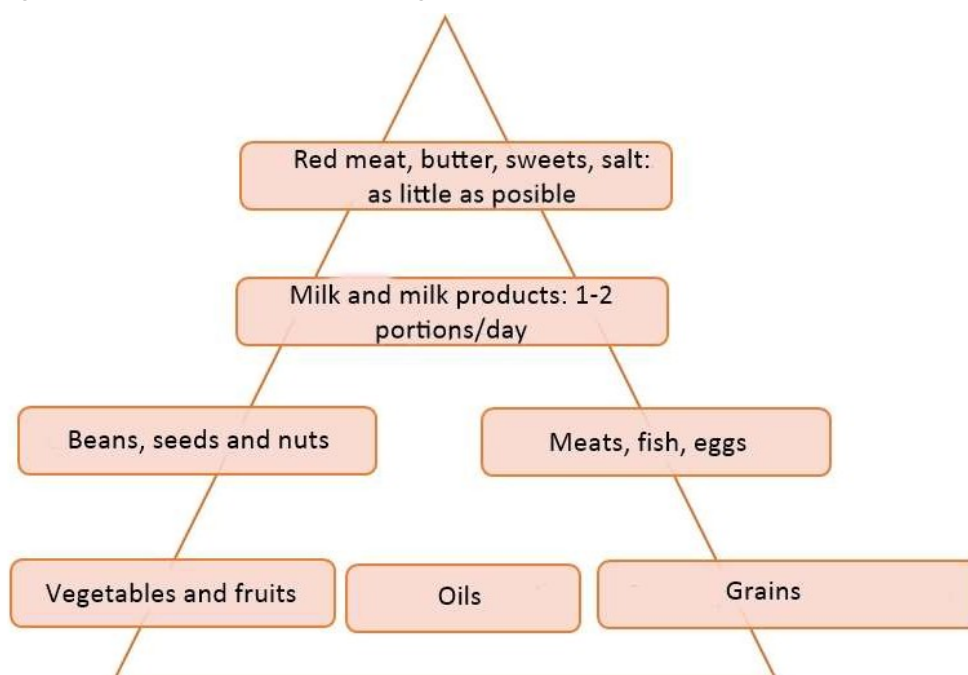 Red meat, butter, sweets, salt:
as little as posible
Milk and milk products: 1-2
portions/day
Beans, seeds and nuts
Meats, fish, eggs
Vegetables and fruits
Oils
Grains